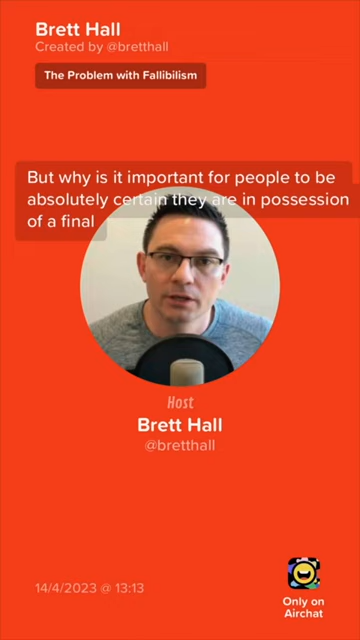 Brett Hall
Created by @bretthall
The Problem with Fallibilism
But why is it important for people to be
absolutely certain they are in possession
of a final
Host
Brett Hall
@bretthall
14/4/2023 @ 13:13
Only on
Airchat